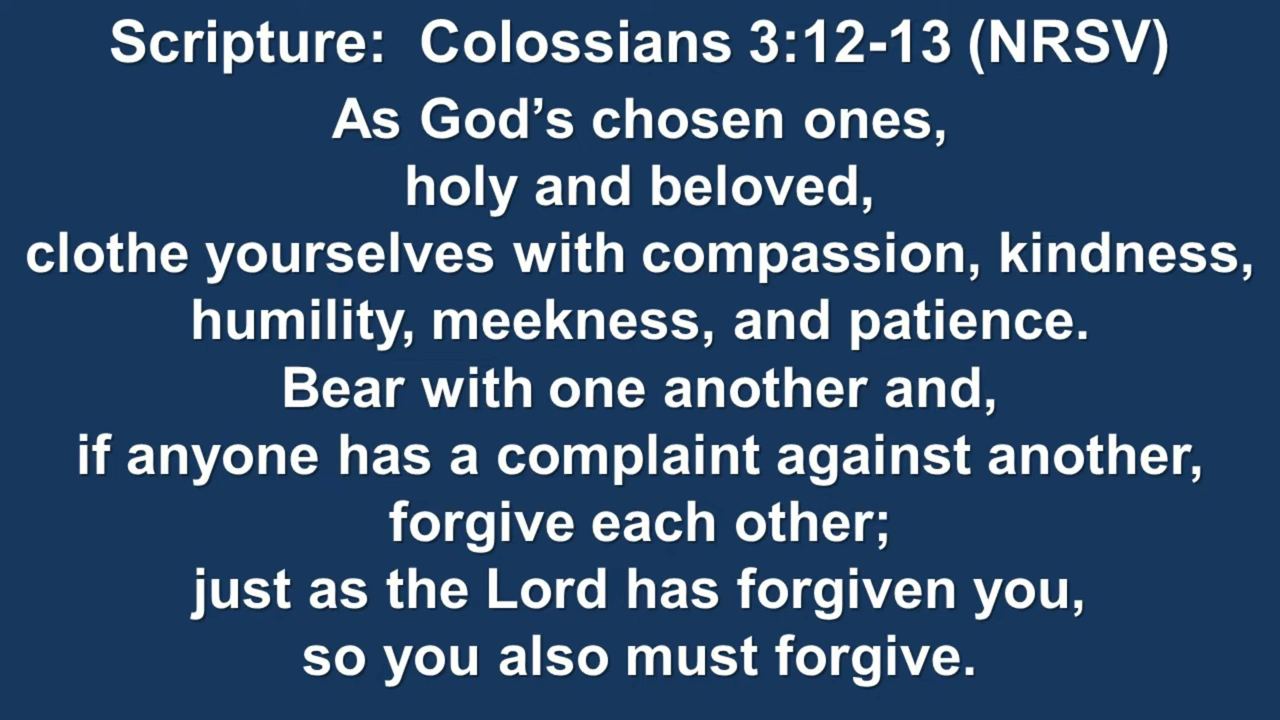 Scripture:  Colossians 3:12-13 (NRSV)
As God’s chosen ones,
holy and beloved,
clothe yourselves with compassion, kindness,
humility, meekness, and patience.
Bear with one another and,
if anyone has a complaint against another,
forgive each other;
just as the Lord has forgiven you,
so you also must forgive.